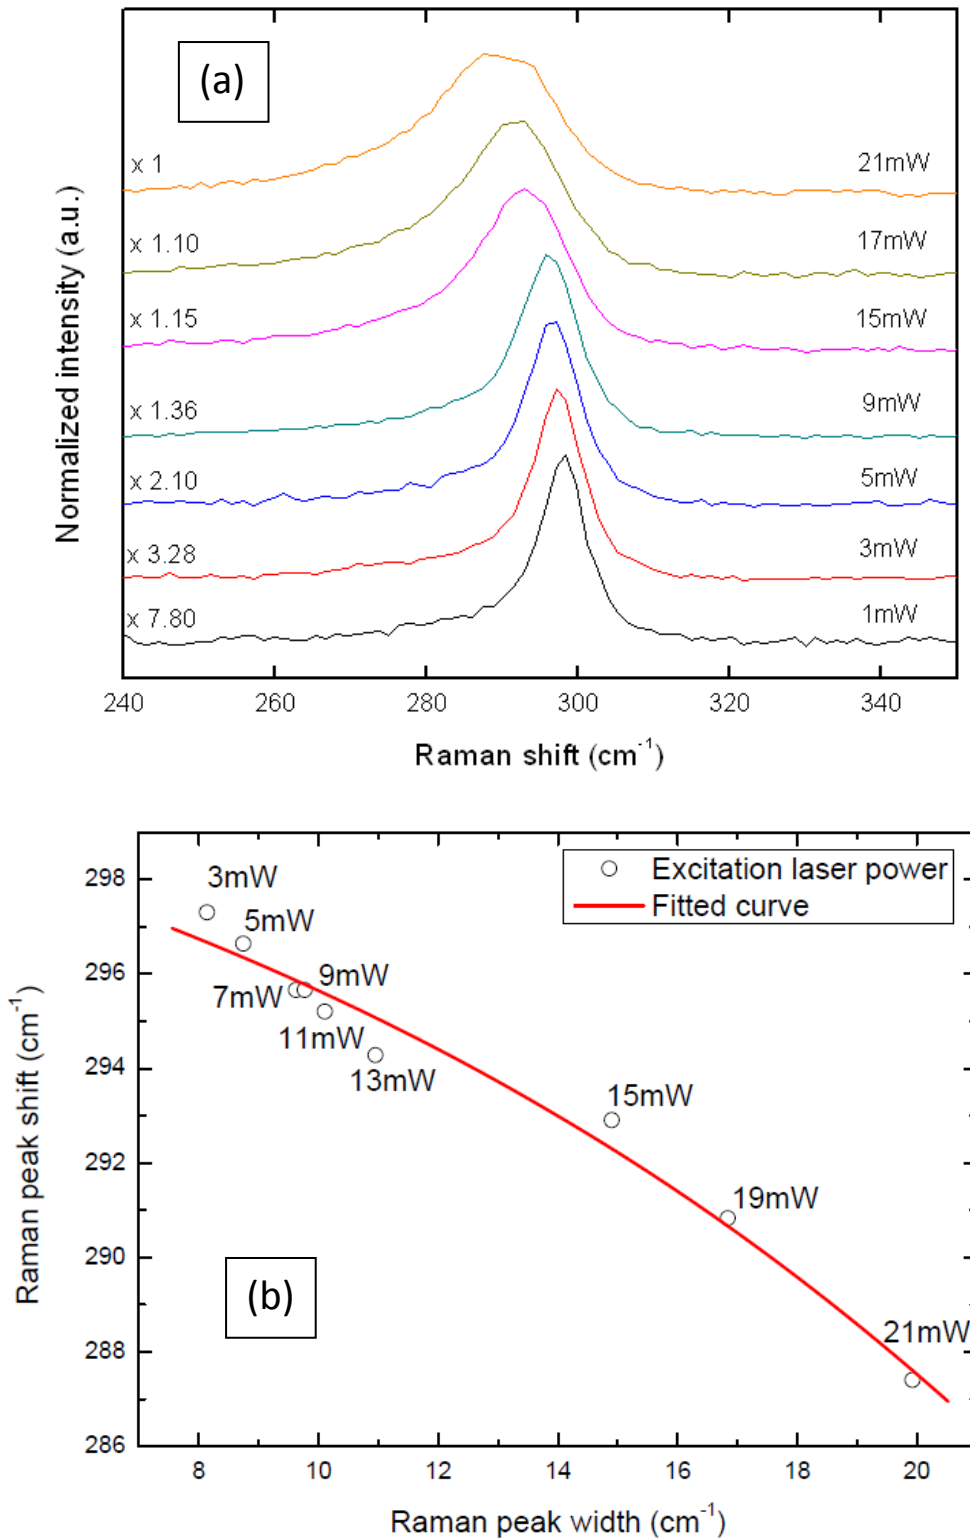 (a)
x 1
21mW
x 1.10
17mW
x 1.15
15mW
x 1.36
9mW
x 2.10
5mW
x 3.28
3mW
x 7.80
1mW
Normalized intensity (a.u.)
240 260 280 300 320 340
Raman shift (cm⁻¹)
298
296
294
292
290
288
286
Raman peak shift (cm⁻¹)
Excitation laser power
Fitted curve
3mW
5mW
9mW
7mW
11mW
13mW
15mW
19mW
21mW
(b)
8 10 12 14 16 18 20
Raman peak width (cm⁻¹)